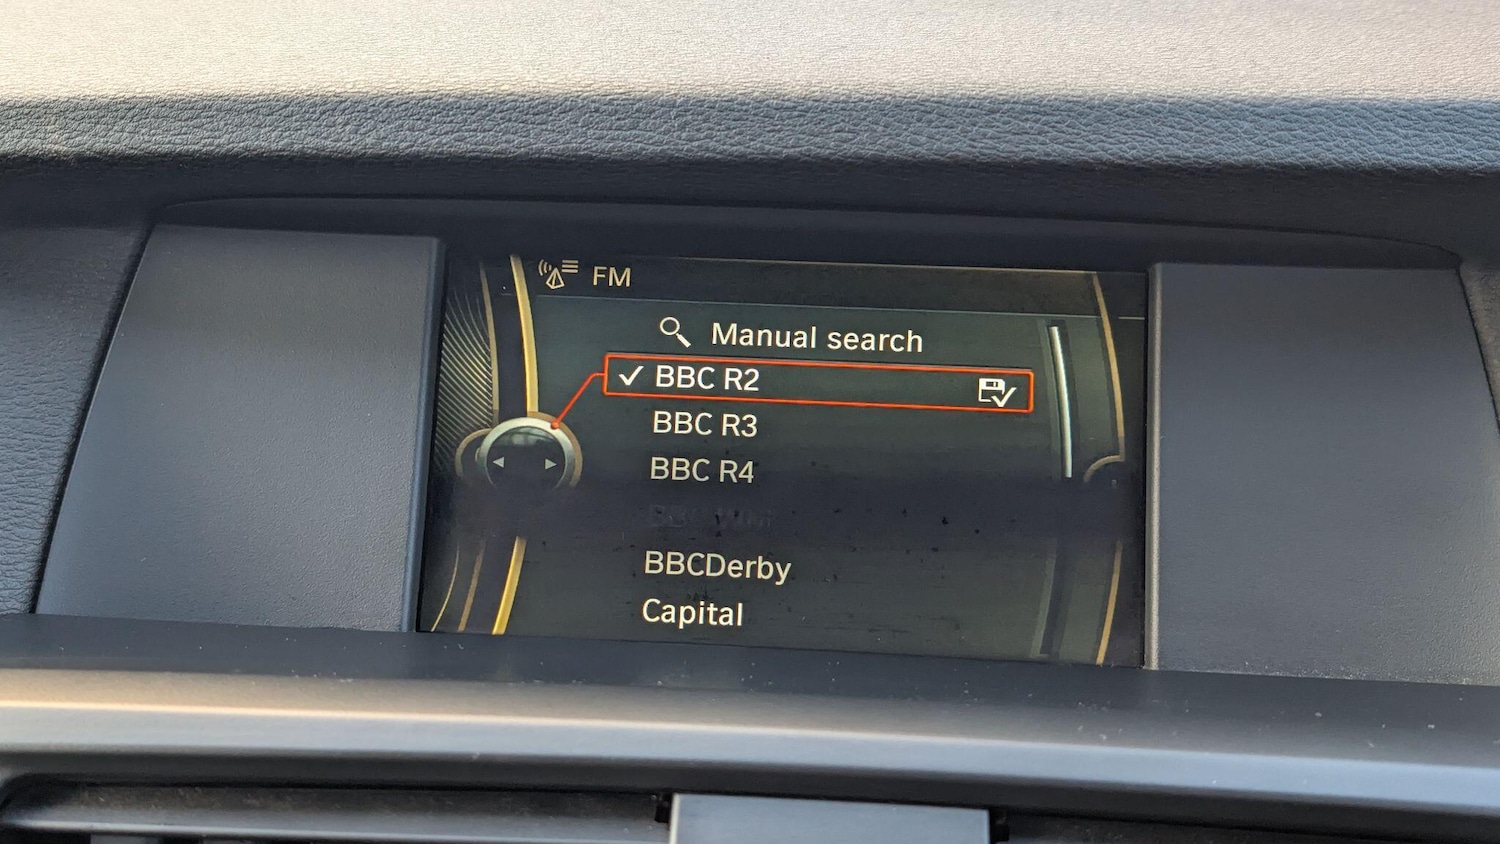 FM
Manual search
BBC R2
BBC R3
BBC R4
BBCDerby
Capital